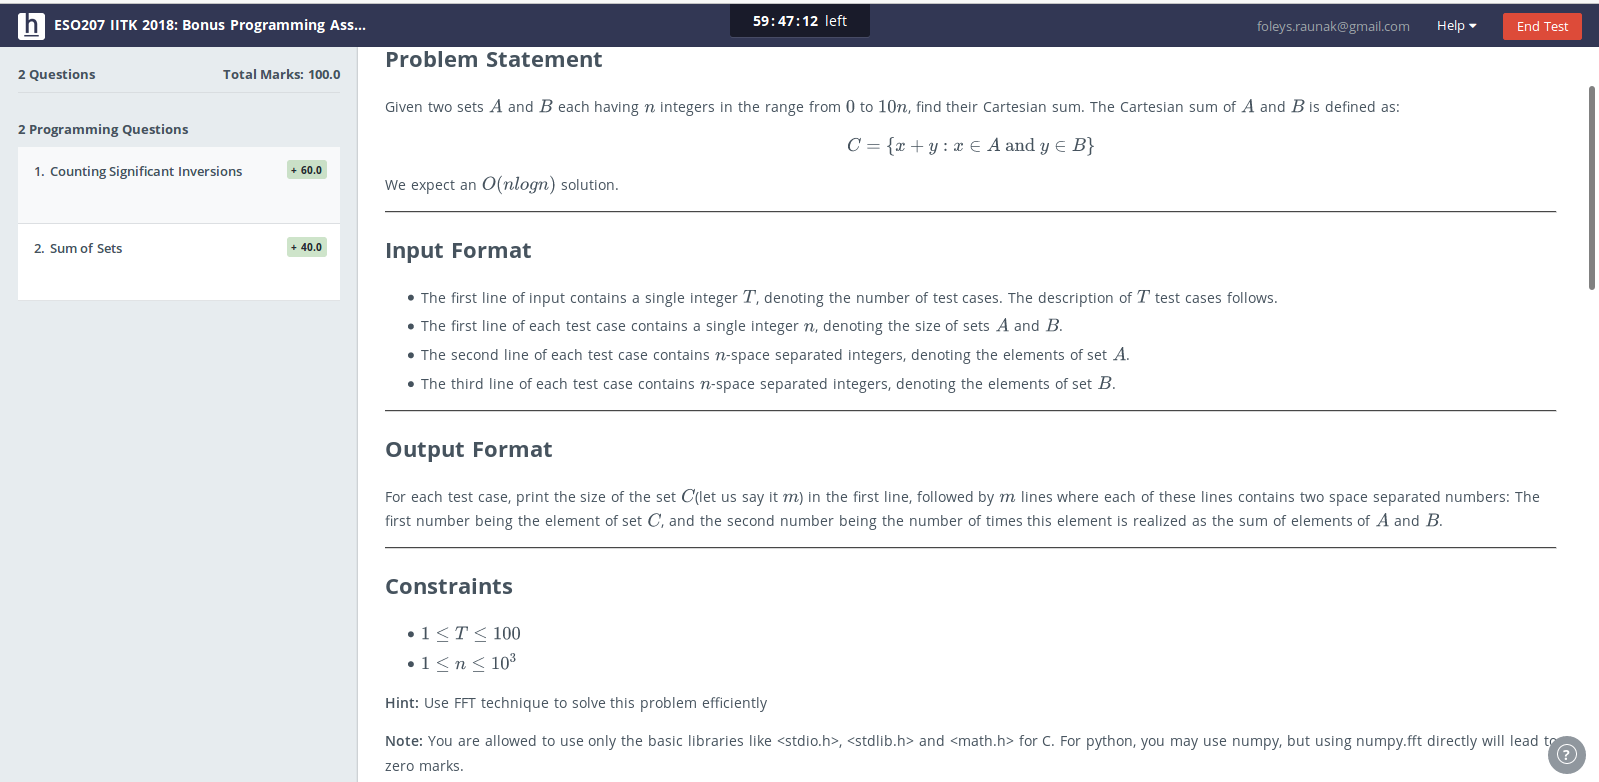 h ESO207 IITK 2018: Bonus Programming Ass... 59:47:12 left foleys.raunak@gmail.com Help End Test
2 Questions Total Marks: 100.0
2 Programming Questions
1. Counting Significant Inversions + 60.0
2. Sum of Sets + 40.0
Problem Statement
Given two sets A and B each having n integers in the range from 0 to 10n, find their Cartesian sum. The Cartesian sum of A and B is defined as:
C = {x + y : x ∈ A and y ∈ B}
We expect an O(nlogn) solution.
Input Format
• The first line of input contains a single integer T, denoting the number of test cases. The description of T test cases follows.
• The first line of each test case contains a single integer n, denoting the size of sets A and B.
• The second line of each test case contains n-space separated integers, denoting the elements of set A.
• The third line of each test case contains n-space separated integers, denoting the elements of set B.
Output Format
For each test case, print the size of the set C(let us say it m) in the first line, followed by m lines where each of these lines contains two space separated numbers: The
first number being the element of set C, and the second number being the number of times this element is realized as the sum of elements of A and B.
Constraints
• 1 ≤ T ≤ 100
• 1 ≤ n ≤ 10³
Hint: Use FFT technique to solve this problem efficiently
Note: You are allowed to use only the basic libraries like <stdio.h>, <stdlib.h> and <math.h> for C. For python, you may use numpy, but using numpy.fft directly will lead to
zero marks.
?